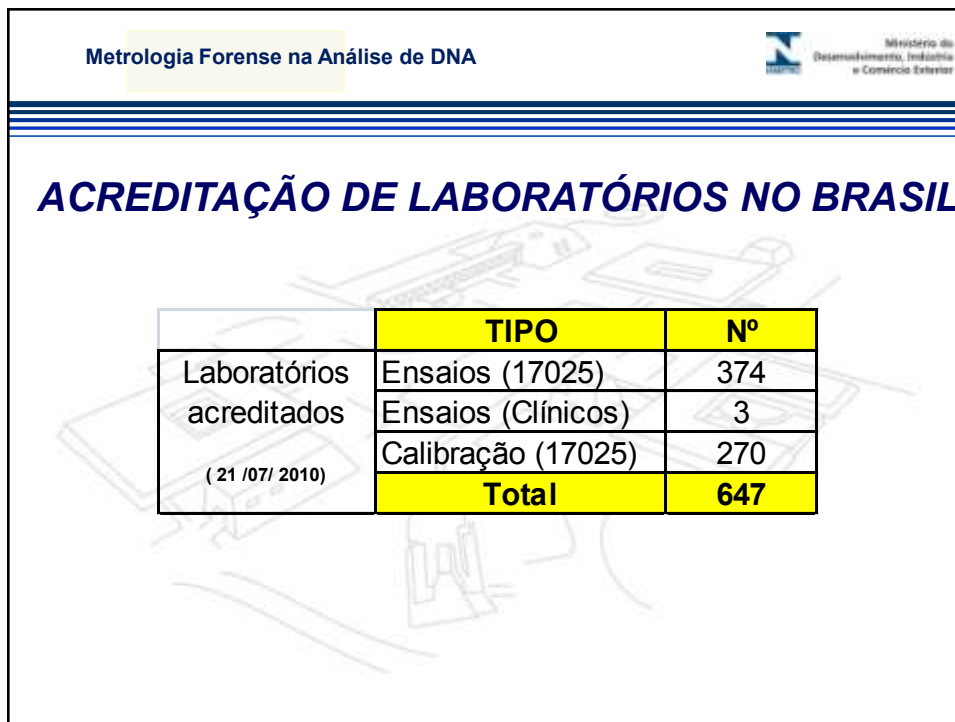 Metrologia Forense na Análise de DNA
Ministério do
Desenvolvimento, Indústria
e Comércio Exterior
INMETRO
ACREDITAÇÃO DE LABORATÓRIOS NO BRASIL
TIPO Nº
Laboratórios acreditados
( 21 /07/ 2010)
Ensaios (17025) 374
Ensaios (Clínicos) 3
Calibração (17025) 270
Total 647